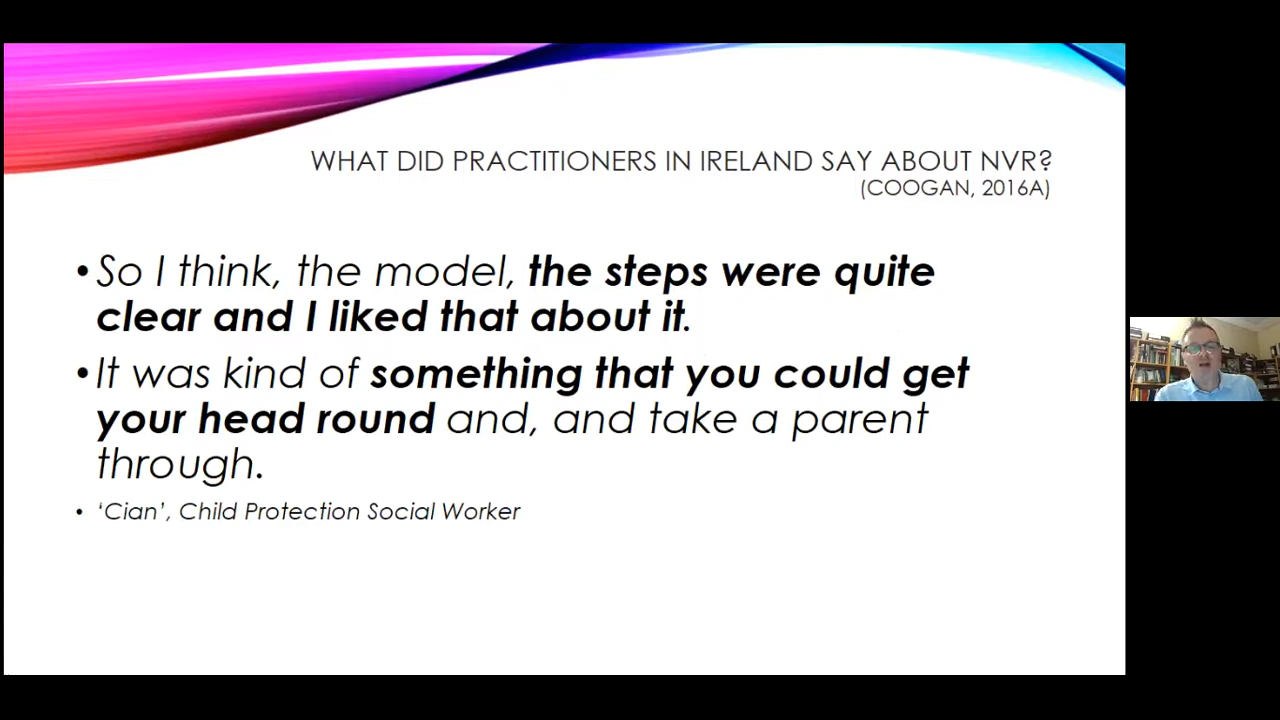 WHAT DID PRACTITIONERS IN IRELAND SAY ABOUT NVR?
(COOGAN, 2016A)
•So I think, the model, the steps were quite
clear and I liked that about it.
•It was kind of something that you could get
your head round and, and take a parent
through.
• ‘Cian’, Child Protection Social Worker